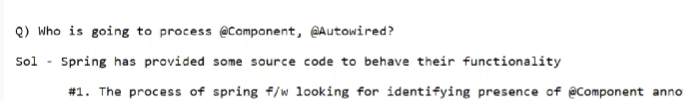 Q) Who is going to process @Component, @Autowired?
Sol - Spring has provided some source code to behave their functionality
#1. The process of spring f/w looking for identifying presence of @Component anno